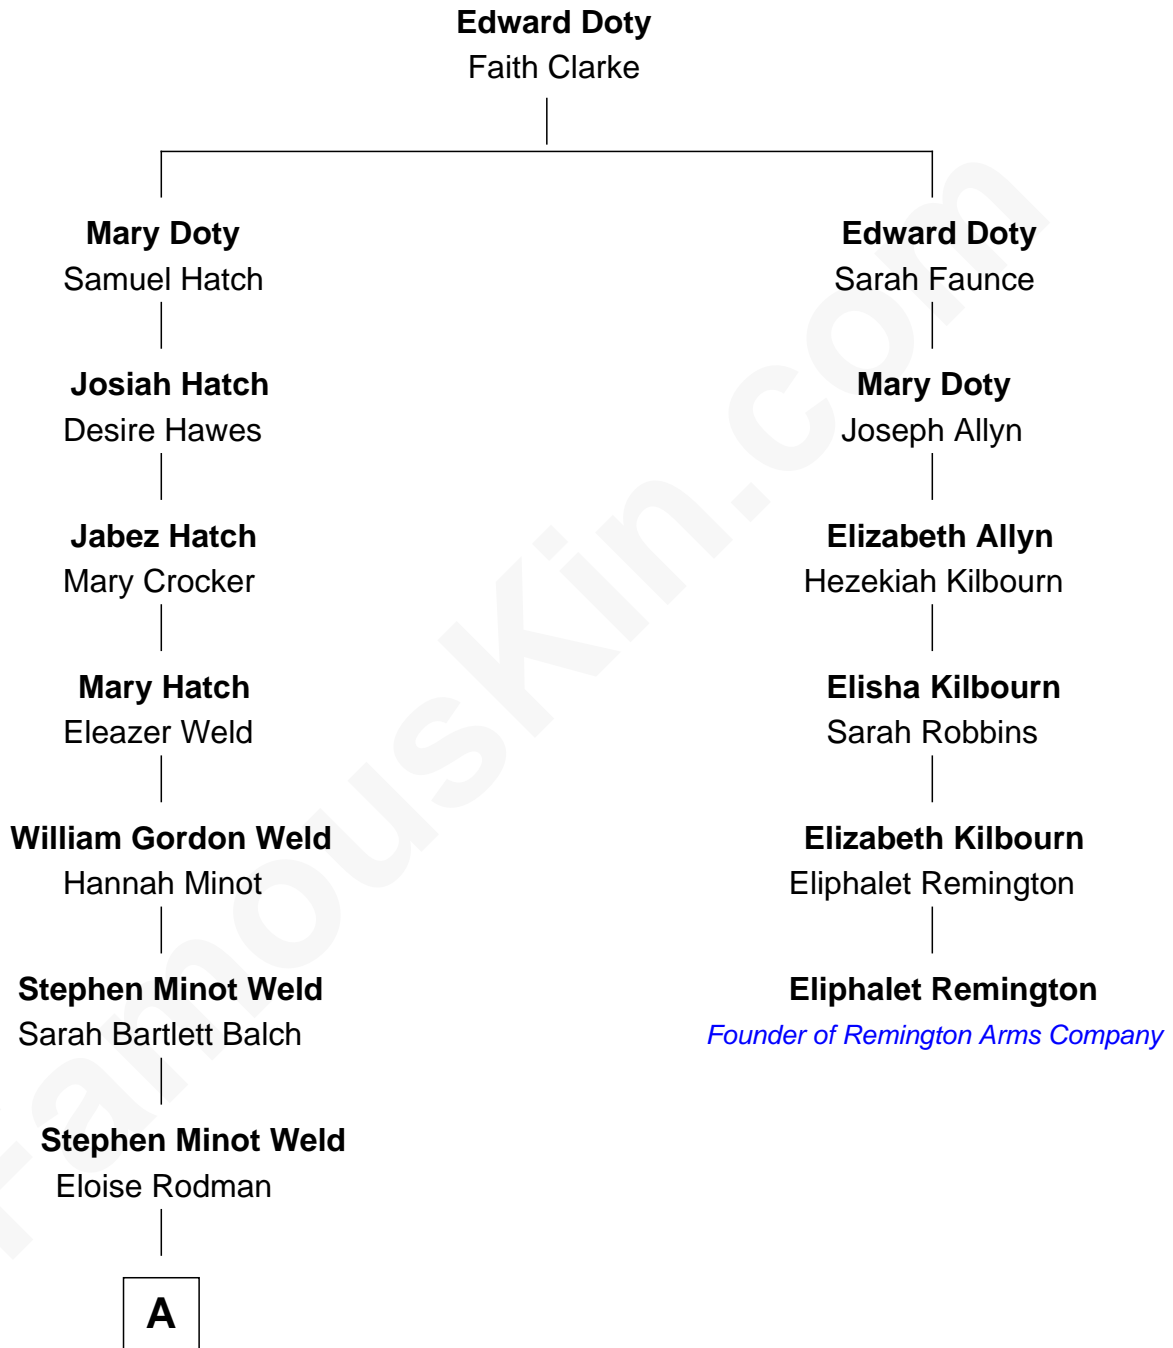 Edward Doty
Faith Clarke
Mary Doty
Samuel Hatch
Edward Doty
Sarah Faunce
Josiah Hatch
Desire Hawes
Mary Doty
Joseph Allyn
Jabez Hatch
Mary Crocker
Elizabeth Allyn
Hezekiah Kilbourn
Mary Hatch
Eleazer Weld
Elisha Kilbourn
Sarah Robbins
William Gordon Weld
Hannah Minot
Elizabeth Kilbourn
Eliphalet Remington
Stephen Minot Weld
Sarah Bartlett Balch
Eliphalet Remington
Founder of Remington Arms Company
Stephen Minot Weld
Eloise Rodman
A
FamousKin.com